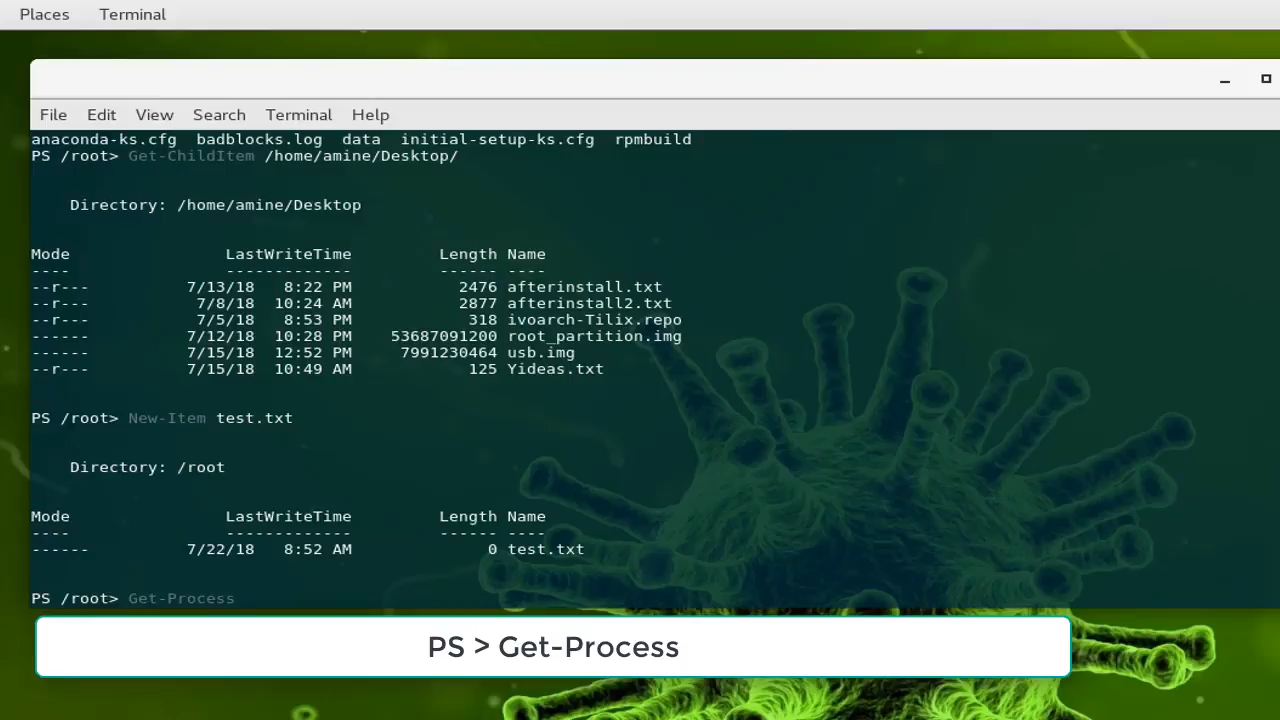 Places Terminal
File Edit View Search Terminal Help
anaconda-ks.cfg badblocks.log data initial-setup-ks.cfg rpmbuild
PS /root> Get-ChildItem /home/amine/Desktop/
Directory: /home/amine/Desktop
Mode LastWriteTime Length Name
---- ------------- ------ ----
--r--- 7/13/18 8:22 PM 2476 afterinstall.txt
--r--- 7/8/18 10:24 AM 2877 afterinstall2.txt
--r--- 7/5/18 8:53 PM 318 ivoarch-Tilix.repo
------ 7/12/18 10:28 PM 53687091200 root_partition.img
------ 7/15/18 12:52 PM 7991230464 usb.img
--r--- 7/15/18 10:49 AM 125 Yideas.txt
PS /root> New-Item test.txt
Directory: /root
Mode LastWriteTime Length Name
---- ------------- ------ ----
------ 7/22/18 8:52 AM 0 test.txt
PS /root> Get-Process
PS > Get-Process